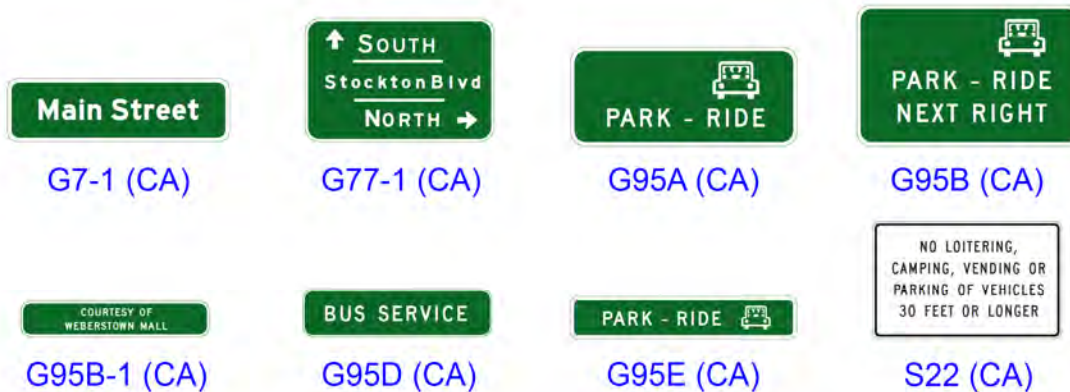 Main Street
G7-1 (CA)
SOUTH
Stockton Blvd
NORTH
G77-1 (CA)
PARK - RIDE
G95A (CA)
PARK - RIDE
NEXT RIGHT
G95B (CA)
COURTESY OF
WEBERSTOWN MALL
G95B-1 (CA)
BUS SERVICE
G95D (CA)
PARK - RIDE
G95E (CA)
NO LOITERING,
CAMPING, VENDING OR
PARKING OF VEHICLES
30 FEET OR LONGER
S22 (CA)